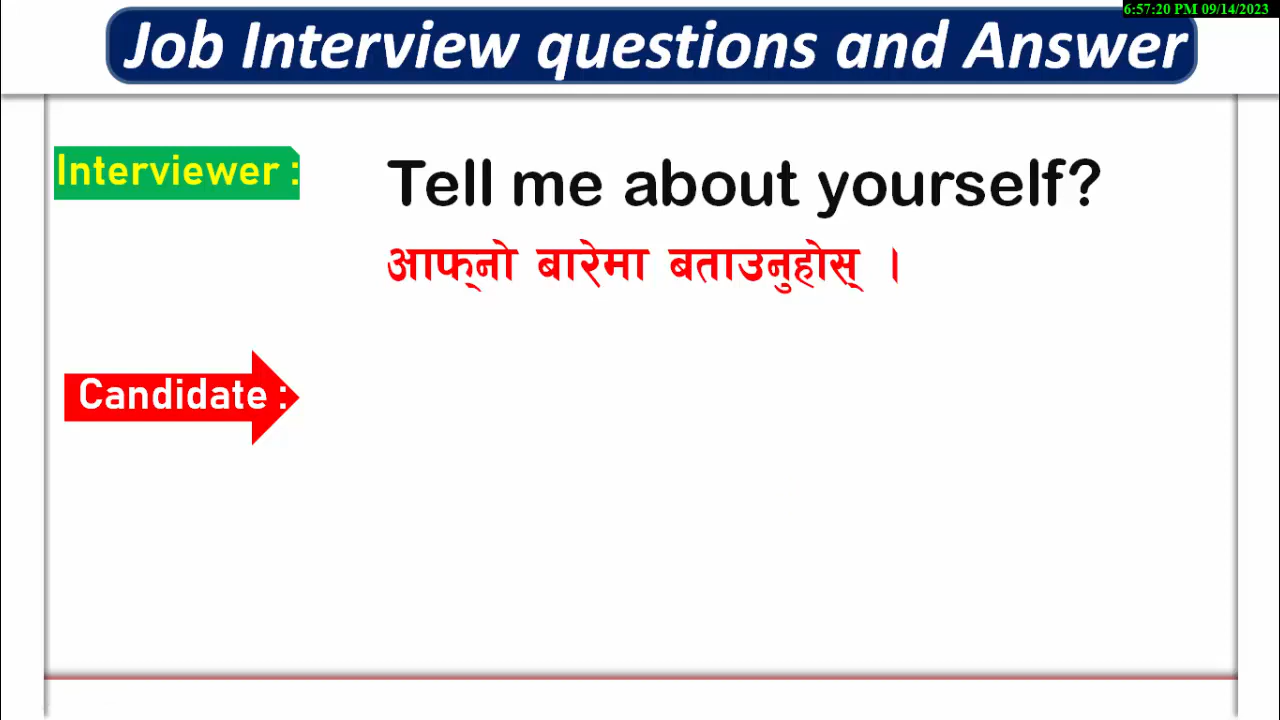 6:57:20 PM 09/14/2023
Job Interview questions and Answer
Interviewer :
Tell me about yourself?
आफ्नो बारेमा बताउनुहोस् ।
Candidate :